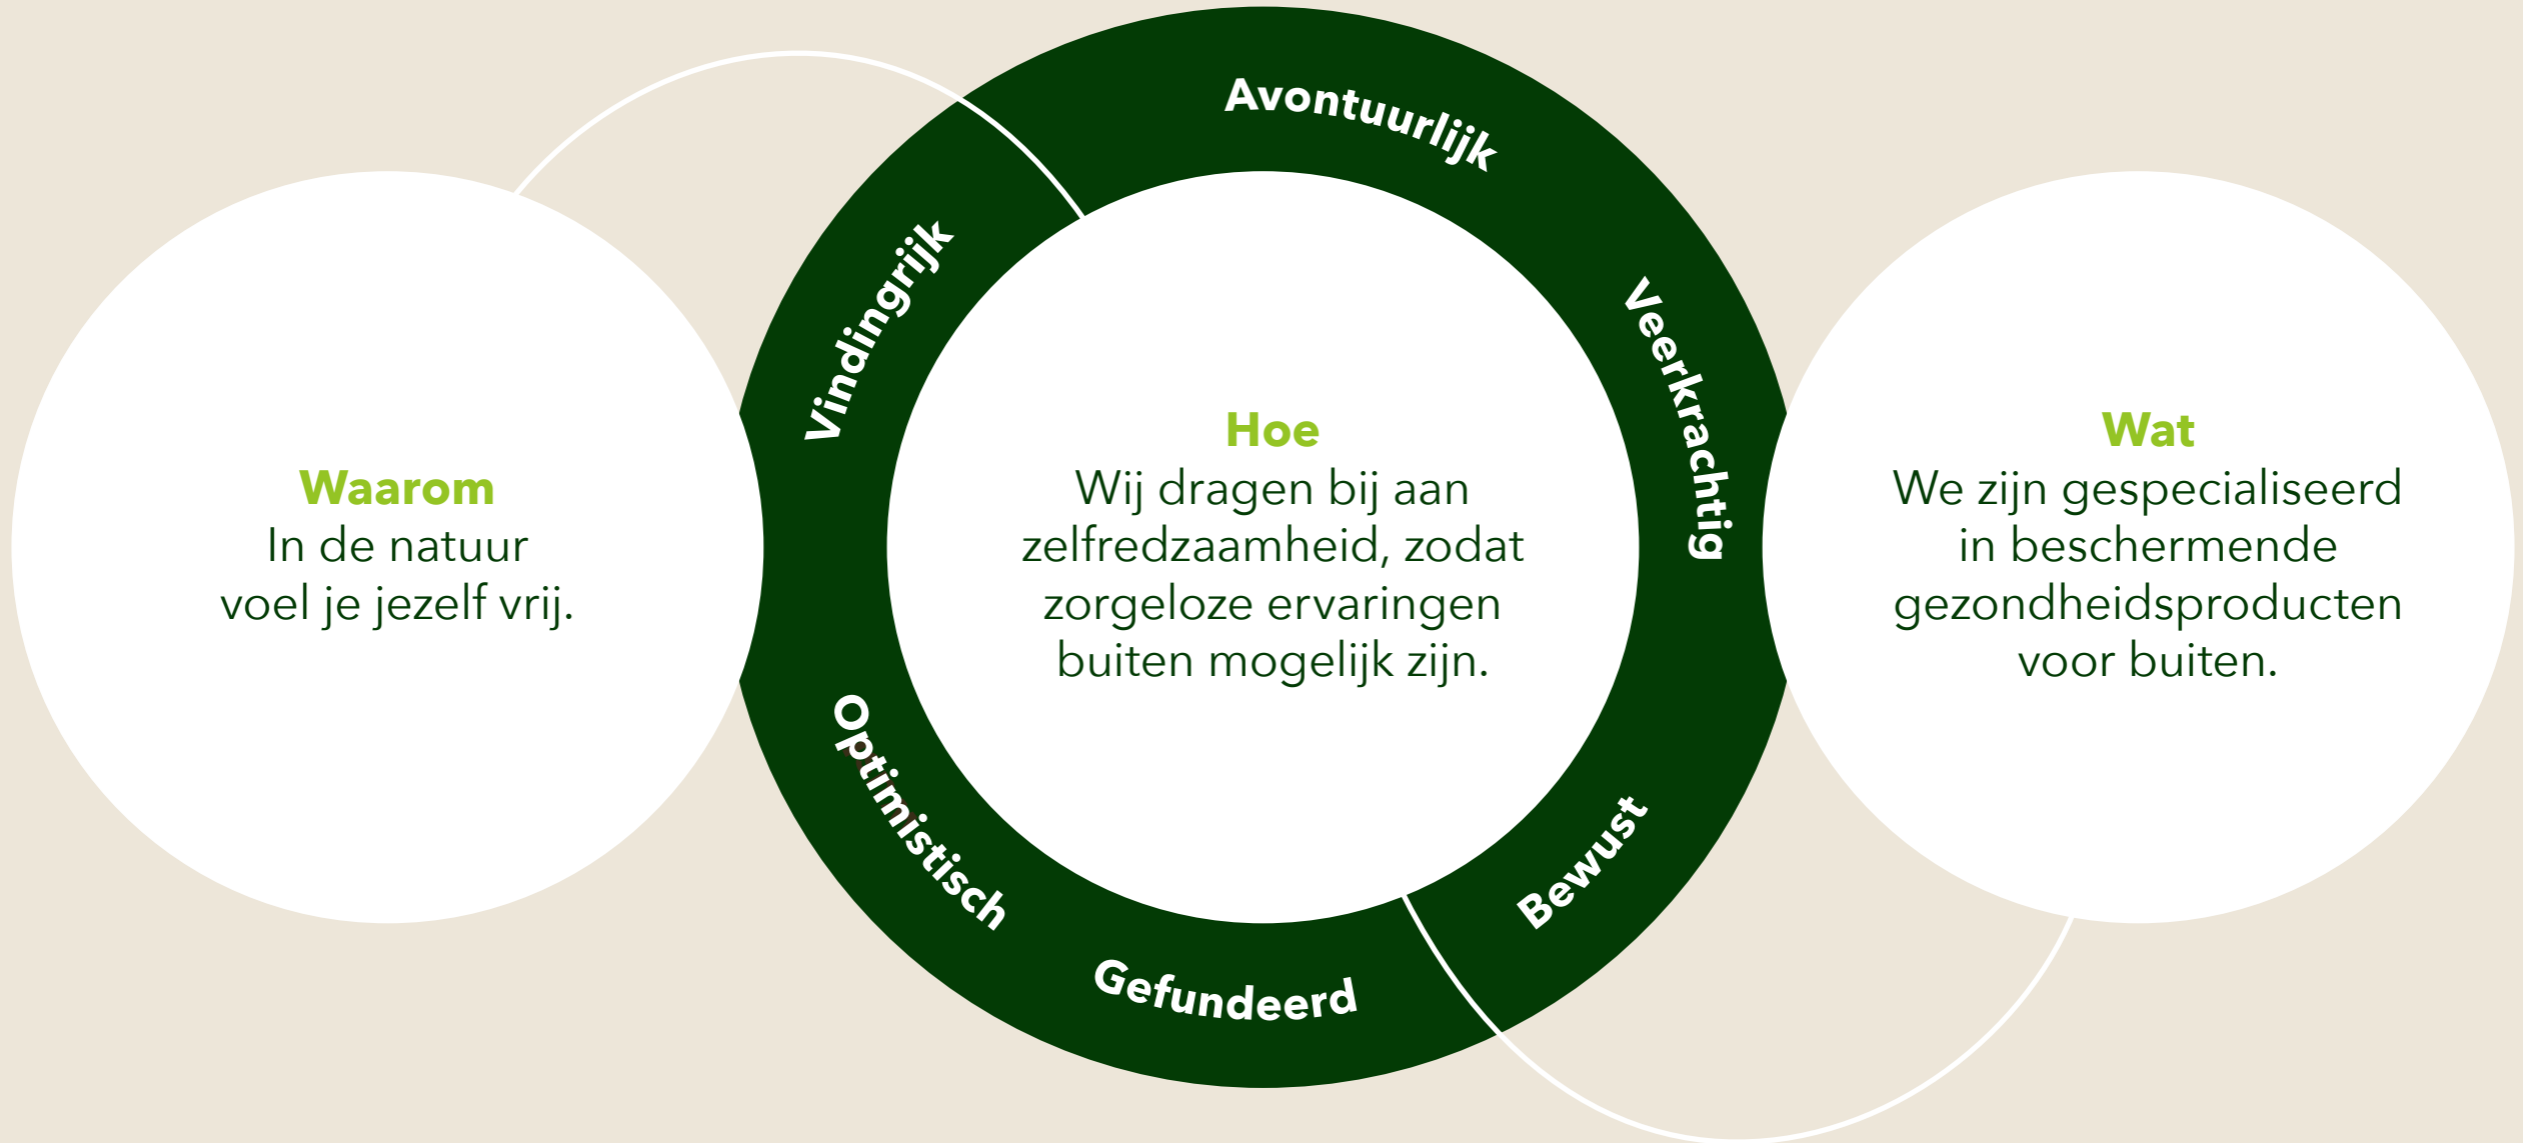 Waarom
In de natuur
voel je jezelf vrij.
Avontuurlijk
Vindingrijk
Veerkrachtig
Hoe
Wij dragen bij aan
zelfredzaamheid, zodat
zorgeloze ervaringen
buiten mogelijk zijn.
Optimistisch
Gefundeerd
Bewust
Wat
We zijn gespecialiseerd
in beschermende
gezondheidsproducten
voor buiten.